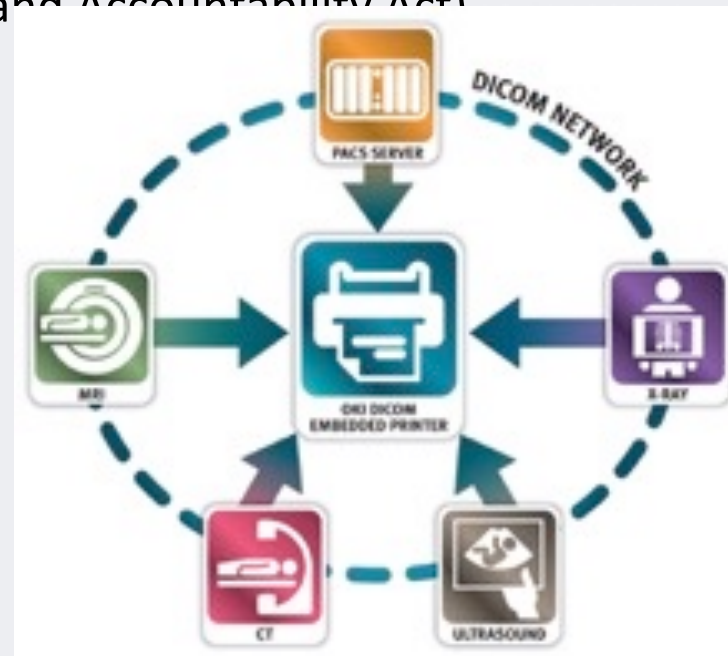 and Accountability Act)
DICOM NETWORK
PACS SERVER
MRI
OKI DICOM
EMBEDDED PRINTER
X-RAY
CT
ULTRASOUND